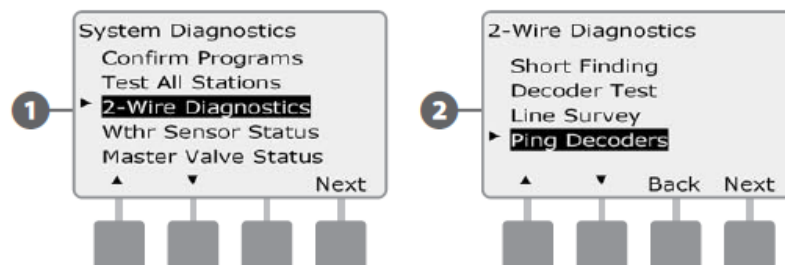 System Diagnostics
Confirm Programs
Test All Stations
2-Wire Diagnostics
Wthr Sensor Status
Master Valve Status
Next
1
2-Wire Diagnostics
Short Finding
Decoder Test
Line Survey
Ping Decoders
Back Next
2